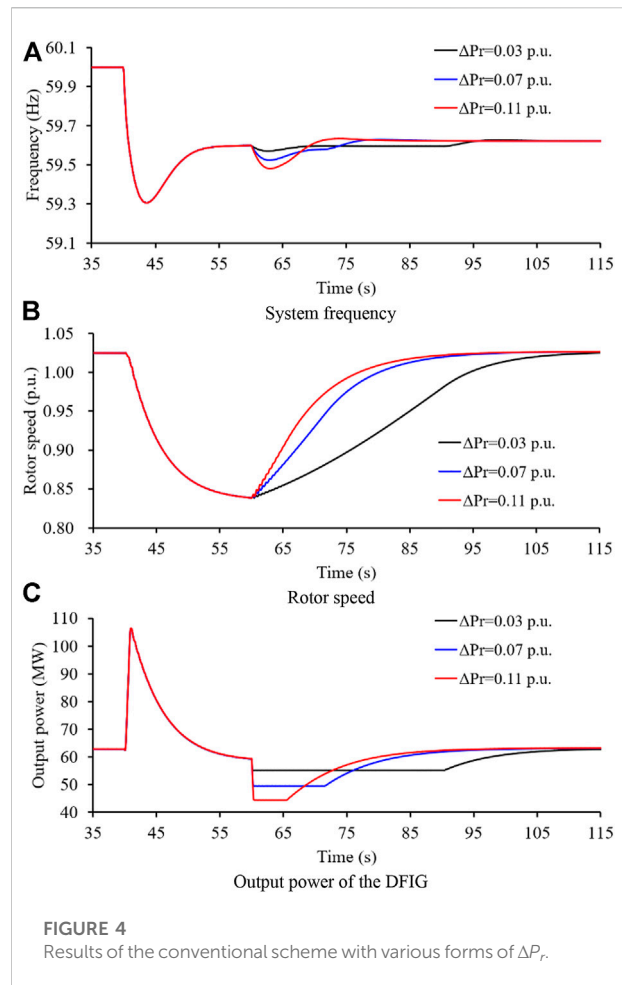 A
60.1
59.9
59.7
59.5
59.3
59.1
Frequency (Hz)
ΔPr=0.03 p.u.
ΔPr=0.07 p.u.
ΔPr=0.11 p.u.
35 45 55 65 75 85 95 105 115
Time (s)
System frequency
B
1.05
1.00
0.95
0.90
0.85
0.80
Rotor speed (p.u.)
ΔPr=0.03 p.u.
ΔPr=0.07 p.u.
ΔPr=0.11 p.u.
35 45 55 65 75 85 95 105 115
Time (s)
Rotor speed
C
110
100
90
80
70
60
50
40
Output power (MW)
ΔPr=0.03 p.u.
ΔPr=0.07 p.u.
ΔPr=0.11 p.u.
35 45 55 65 75 85 95 105 115
Time (s)
Output power of the DFIG
FIGURE 4
Results of the conventional scheme with various forms of ΔPr.